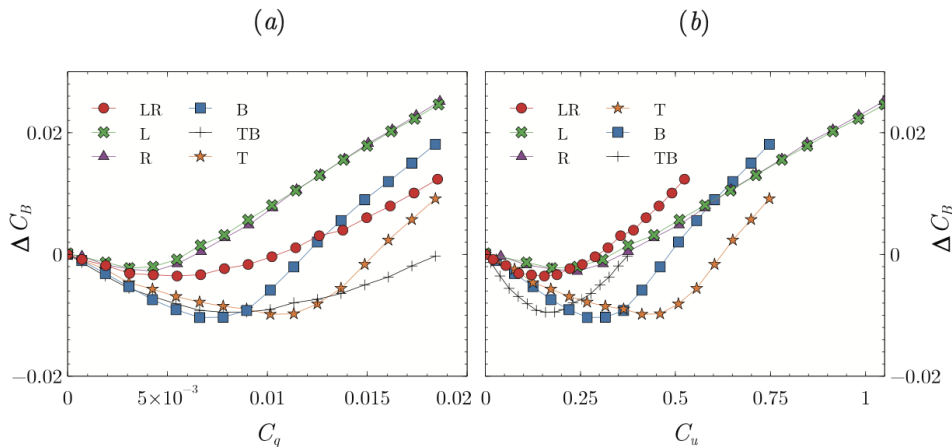 (a)
(b)
LR
B
L
TB
R
T
LR
T
L
B
R
TB
0.02
0
−0.02
Δ C_B
0
5×10⁻³
0.01
0.015
0.02
C_q
0
0.25
0.5
0.75
1
C_u
0.02
0
−0.02
Δ C_B